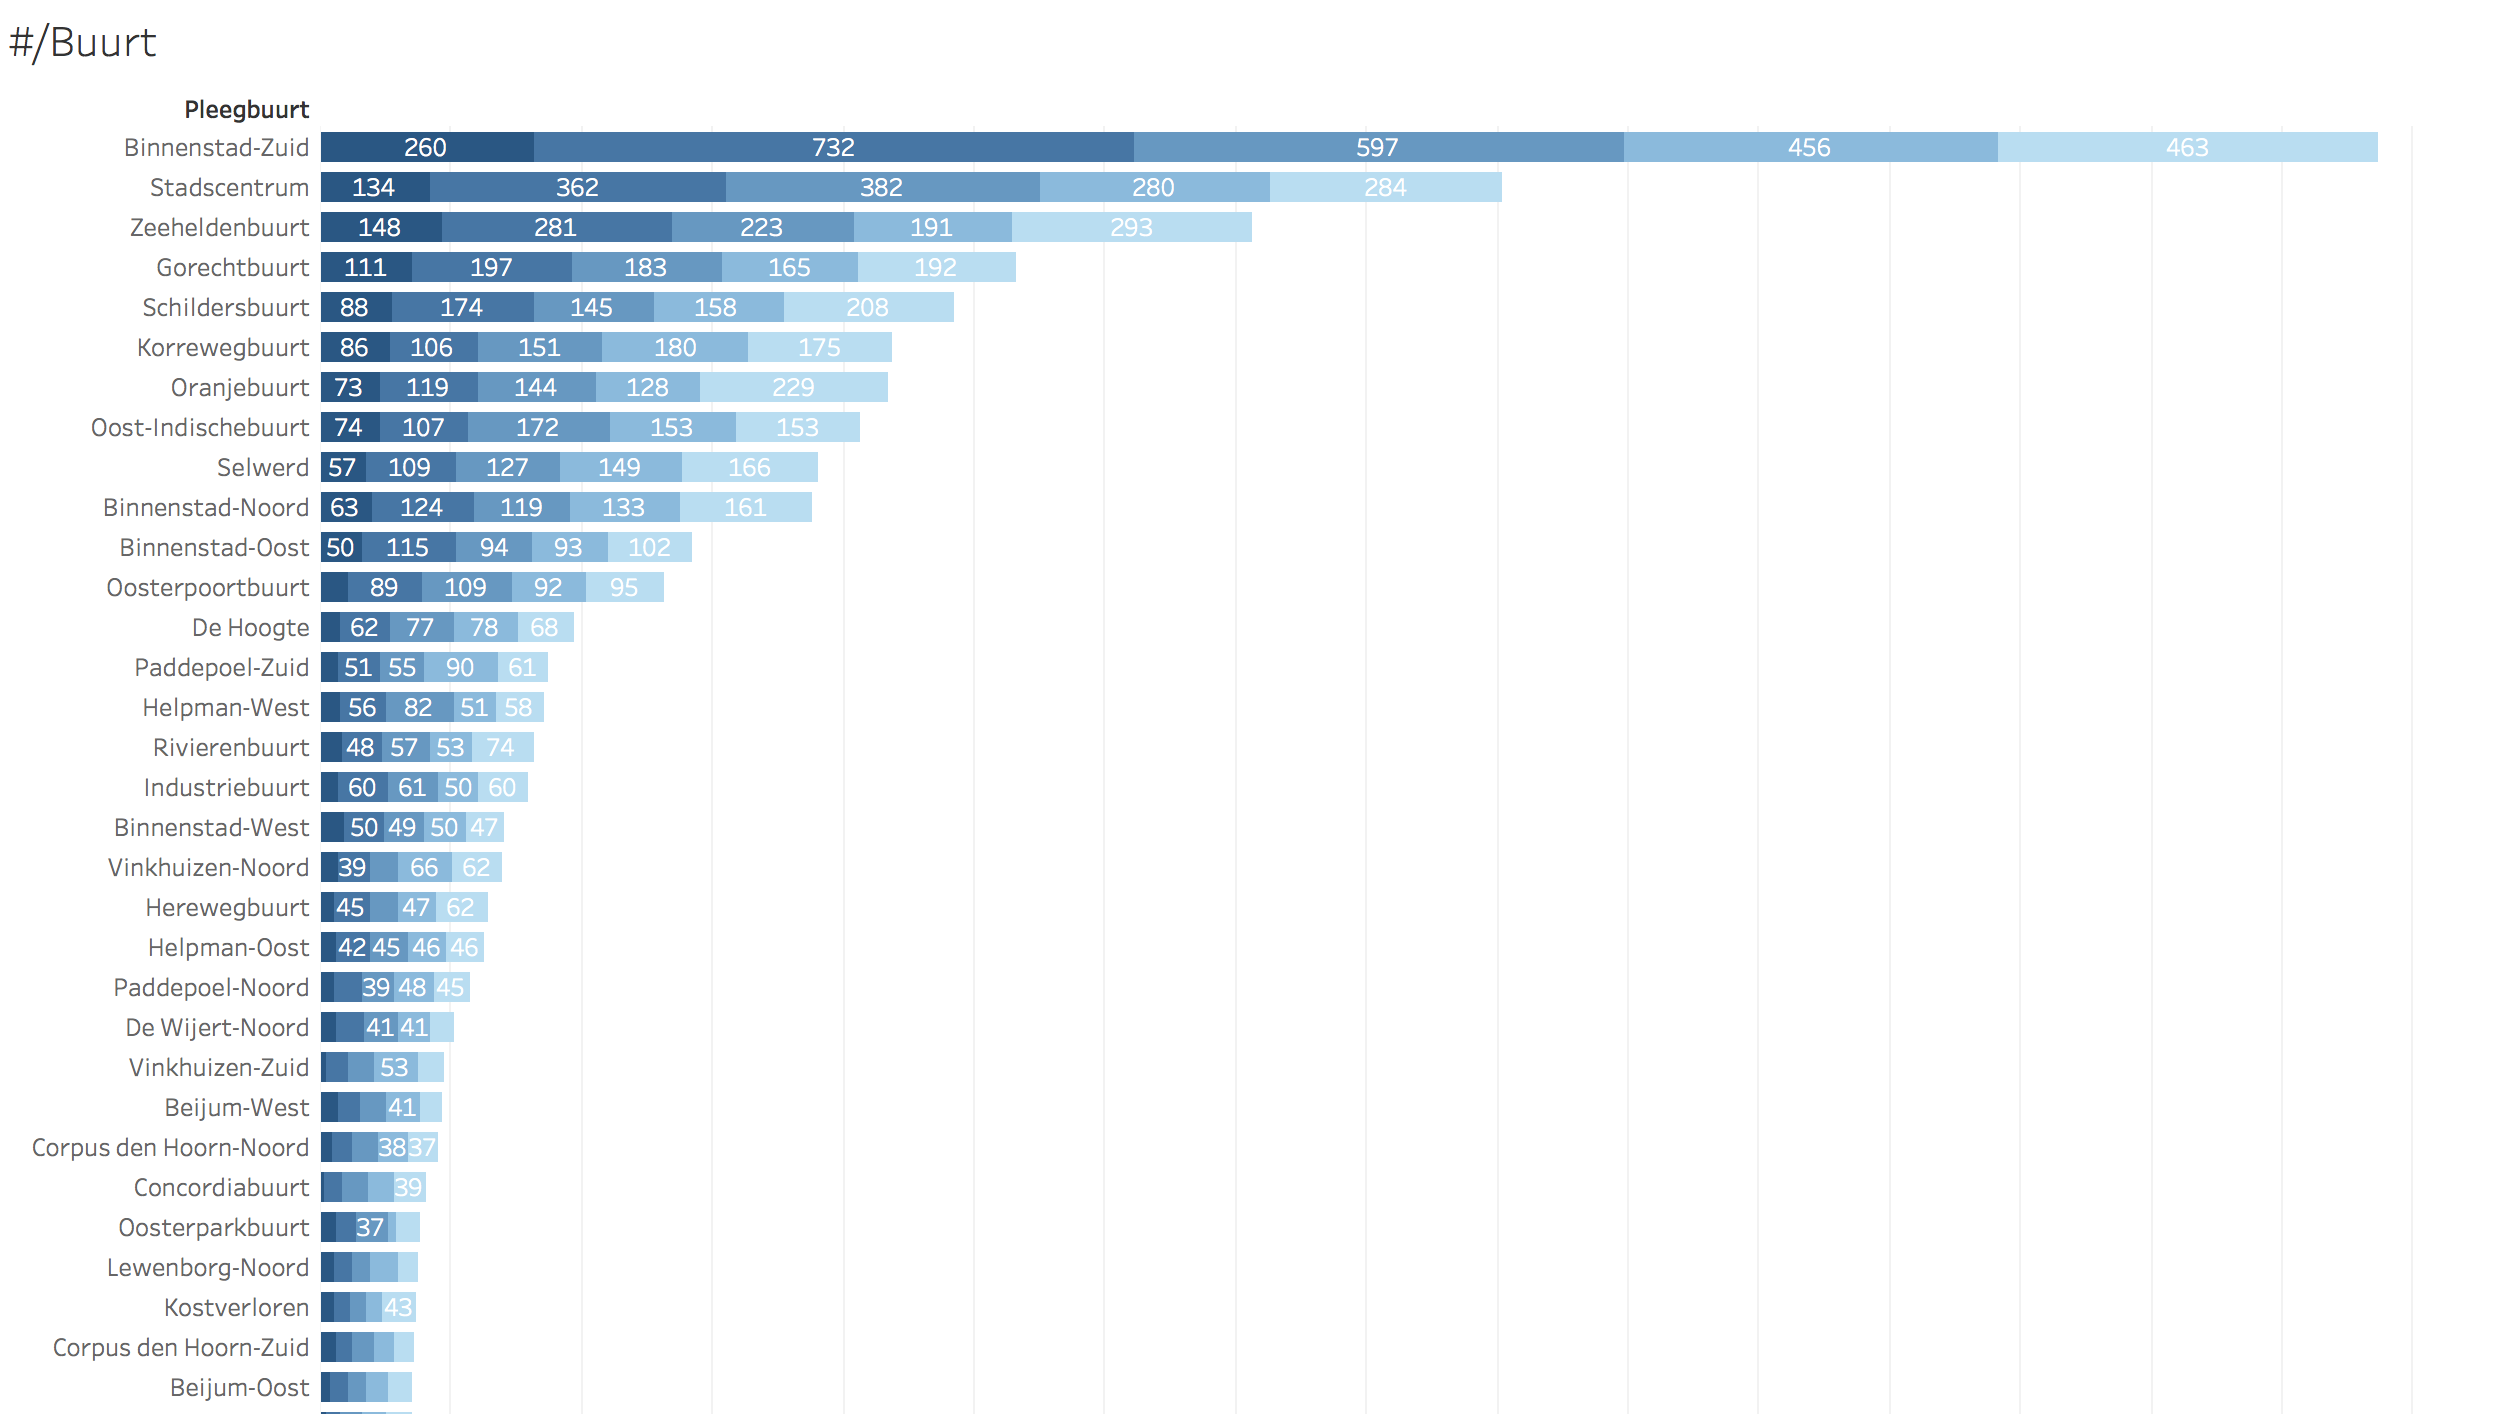 #/Buurt
Pleegbuurt
Binnenstad-Zuid 260 732 597 456 463
Stadscentrum 134 362 382 280 284
Zeeheldenbuurt 148 281 223 191 293
Gorechtbuurt 111 197 183 165 192
Schildersbuurt 88 174 145 158 208
Korrewegbuurt 86 106 151 180 175
Oranjebuurt 73 119 144 128 229
Oost-Indischebuurt 74 107 172 153 153
Selwerd 57 109 127 149 166
Binnenstad-Noord 63 124 119 133 161
Binnenstad-Oost 50 115 94 93 102
Oosterpoortbuurt 89 109 92 95
De Hoogte 62 77 78 68
Paddepoel-Zuid 51 55 90 61
Helpman-West 56 82 51 58
Rivierenbuurt 48 57 53 74
Industriebuurt 60 61 50 60
Binnenstad-West 50 49 50 47
Vinkhuizen-Noord 39 66 62
Herewegbuurt 45 47 62
Helpman-Oost 42 45 46 46
Paddepoel-Noord 39 48 45
De Wijert-Noord 41 41
Vinkhuizen-Zuid 53
Beijum-West 41
Corpus den Hoorn-Noord 38 37
Concordiabuurt 39
Oosterparkbuurt 37
Lewenborg-Noord
Kostverloren 43
Corpus den Hoorn-Zuid
Beijum-Oost